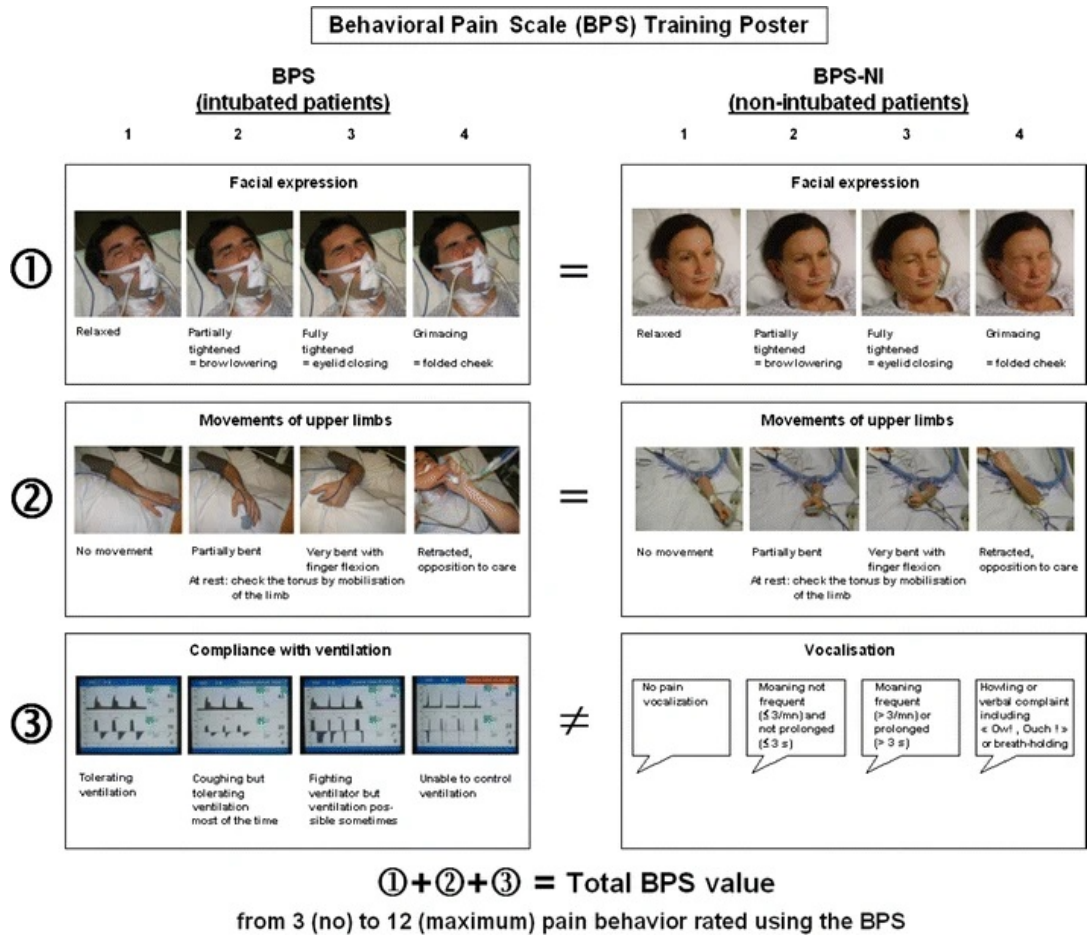 Behavioral Pain Scale (BPS) Training Poster
BPS
(intubated patients)
1 2 3 4
BPS-NI
(non-intubated patients)
1 2 3 4
①
Facial expression
Relaxed
Partially
tightened
= brow lowering
Fully
tightened
= eyelid closing
Grimacing
= folded cheek
=
Facial expression
Relaxed
Partially
tightened
= brow lowering
Fully
tightened
= eyelid closing
Grimacing
= folded cheek
②
Movements of upper limbs
No movement
Partially bent
Very bent with
finger flexion
Retracted,
opposition to care
At rest: check the tonus by mobilisation
of the limb
=
Movements of upper limbs
No movement
Partially bent
Very bent with
finger flexion
Retracted,
opposition to care
At rest: check the tonus by mobilisation
of the limb
③
Compliance with ventilation
Tolerating
ventilation
Coughing but
tolerating
ventilation
most of the time
Fighting
ventilator but
ventilation pos-
sible sometimes
Unable to control
ventilation
≠
Vocalisation
No pain
vocalization
Moaning not
frequent
(≤ 3/mn) and
not prolonged
(≤ 3 s)
Moaning
frequent
(> 3/mn) or
prolonged
(> 3 s)
Howling or
verbal complaint
including
« Ow! , Ouch ! »
or breath-holding
①+②+③ = Total BPS value
from 3 (no) to 12 (maximum) pain behavior rated using the BPS